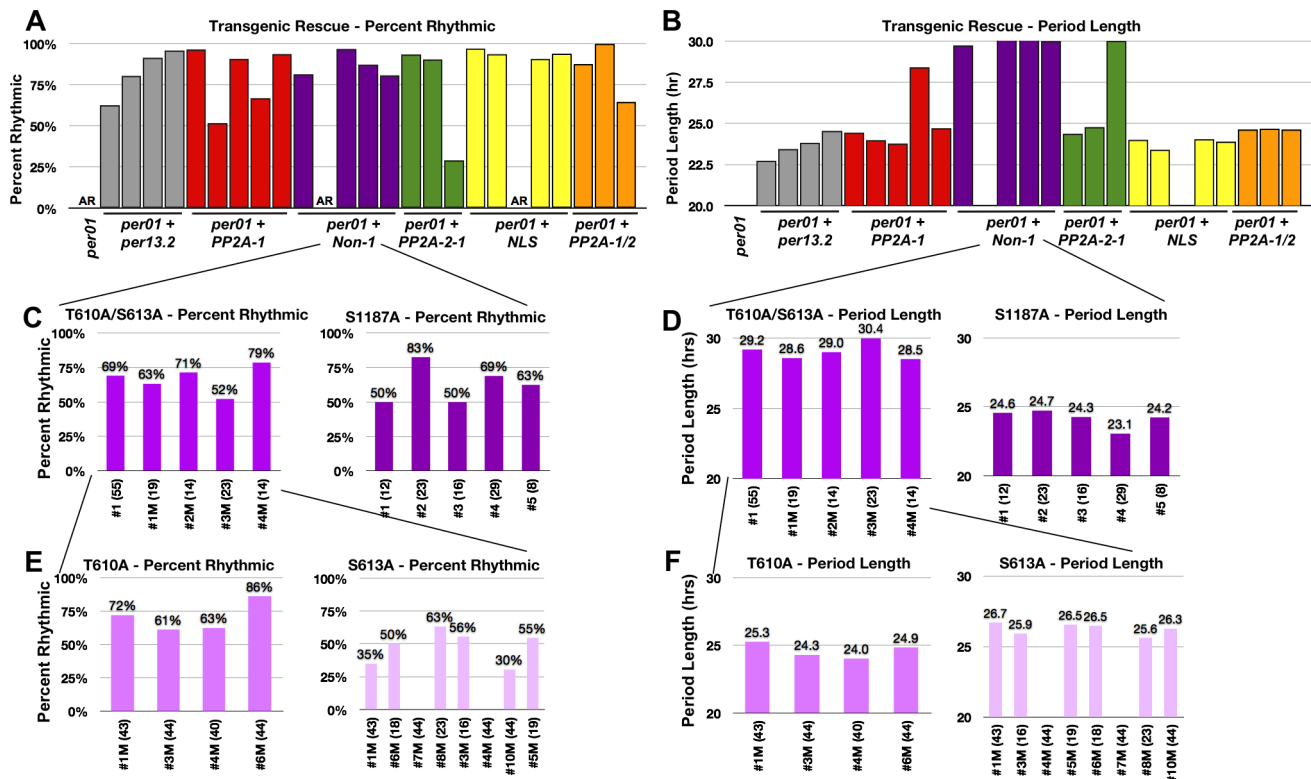 A
Transgenic Rescue - Percent Rhythmic
Percent Rhythmic
100%
75%
50%
25%
0%
AR
AR
AR
per01
per01 + per13.2
per01 + PP2A-1
per01 + Non-1
per01 + PP2A-2-1
per01 + NLS
per01 + PP2A-1/2
B
Transgenic Rescue - Period Length
Period Length (hr)
30.0
27.5
25.0
22.5
20.0
per01
per01 + per13.2
per01 + PP2A-1
per01 + Non-1
per01 + PP2A-2-1
per01 + NLS
per01 + PP2A-1/2
C
T610A/S613A - Percent Rhythmic
Percent Rhythmic
100%
75%
50%
25%
0%
69%
63%
71%
52%
79%
#1 (55)
#1M (19)
#2M (14)
#3M (23)
#4M (14)
S1187A - Percent Rhythmic
100%
75%
50%
25%
0%
50%
83%
50%
69%
63%
#1 (12)
#2 (23)
#3 (16)
#4 (29)
#5 (8)
D
T610A/S613A - Period Length
Period Length (hrs)
30
25
20
29.2
28.6
29.0
30.4
28.5
#1 (55)
#1M (19)
#2M (14)
#3M (23)
#4M (14)
S1187A - Period Length
30
25
20
24.6
24.7
24.3
23.1
24.2
#1 (12)
#2 (23)
#3 (16)
#4 (29)
#5 (8)
E
T610A - Percent Rhythmic
Percent Rhythmic
100%
75%
50%
25%
0%
72%
61%
63%
86%
#1M (43)
#3M (44)
#4M (40)
#6M (44)
S613A - Percent Rhythmic
100%
75%
50%
25%
0%
35%
50%
63%
56%
30%
55%
#1M (43)
#6M (18)
#7M (44)
#8M (23)
#3M (16)
#4M (44)
#10M (44)
#5M (19)
F
T610A - Period Length
Period Length (hrs)
30
25
20
25.3
24.3
24.0
24.9
#1M (43)
#3M (44)
#4M (40)
#6M (44)
S613A - Period Length
30
26
20
26.7
25.9
26.5
26.5
25.6
26.3
#1M (43)
#3M (16)
#4M (44)
#5M (19)
#6M (18)
#7M (44)
#8M (23)
#10M (44)